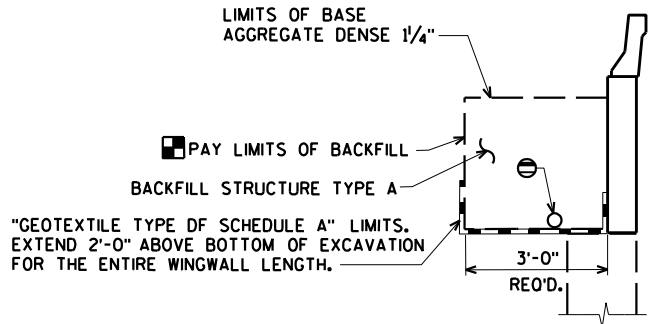 LIMITS OF BASE
AGGREGATE DENSE 1¼"
PAY LIMITS OF BACKFILL
BACKFILL STRUCTURE TYPE A
"GEOTEXTILE TYPE DF SCHEDULE A" LIMITS.
EXTEND 2'-0" ABOVE BOTTOM OF EXCAVATION
FOR THE ENTIRE WINGWALL LENGTH.
3'-0"
REQ'D.